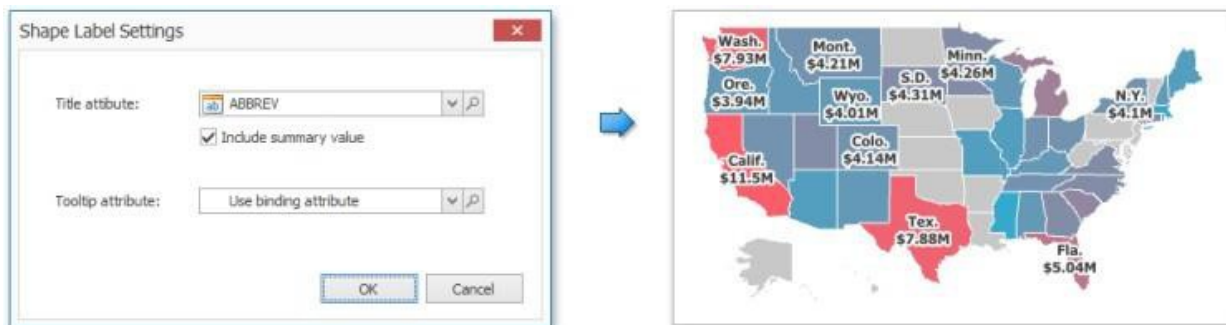 Shape Label Settings
Title attibute:
ab
ABBREV
Include summary value
Tooltip attribute:
Use binding attribute
OK
Cancel
Wash.
$7.93M
Mont.
$4.21M
Minn.
$4.26M
S.D.
$4.31M
Ore.
$3.94M
Wyo.
$4.01M
N.Y.
$4.1M
Colo.
$4.14M
Calif.
$11.5M
Tex.
$7.88M
Fla.
$5.04M